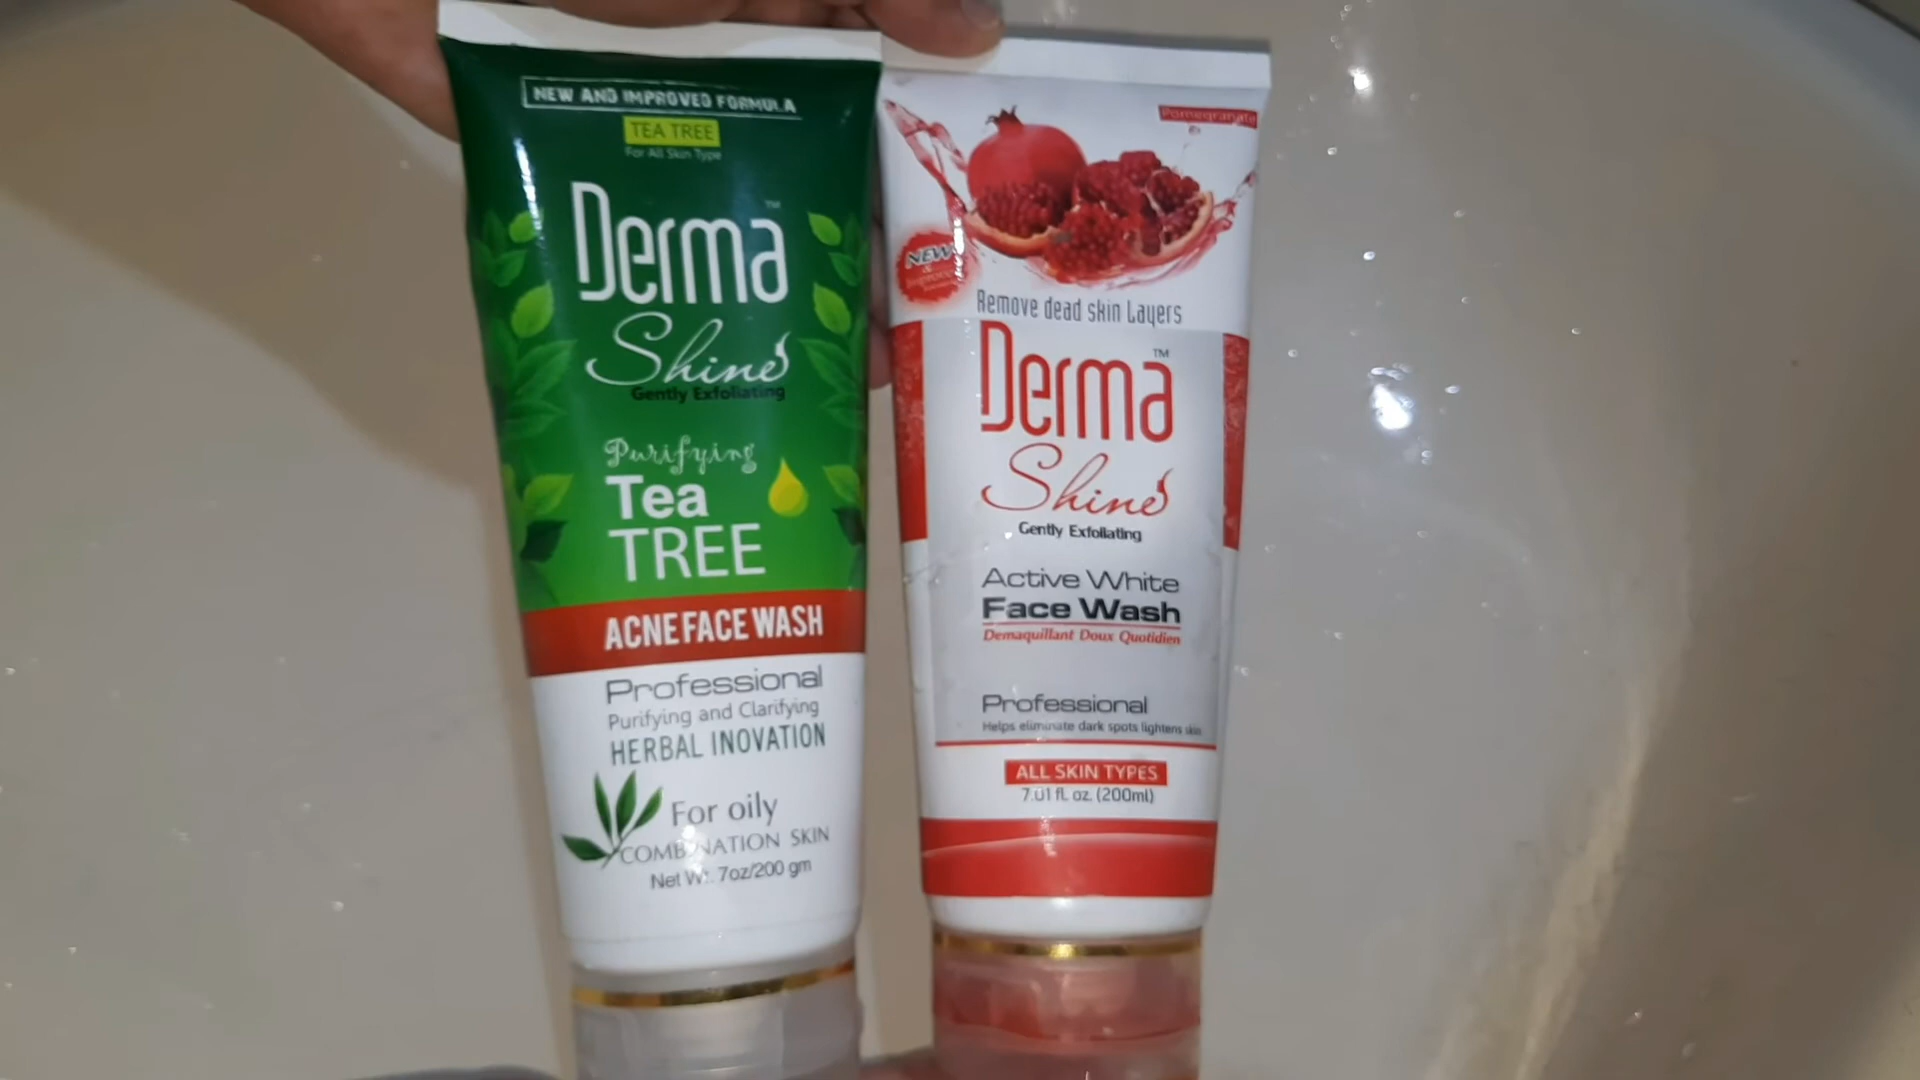 NEW AND IMPROVED FORMULA
TEA TREE
For All Skin Type
Derma
TM
Shine
Gently Exfoliating
Purifying
Tea
TREE
ACNE FACE WASH
Professional
Purifying and Clarifying
HERBAL INOVATION
For oily
COMBINATION SKIN
Net Wt. 7oz/200 gm
Pomegranate
NEW
&
Remove dead skin Layers
Derma
TM
Shine
Gently Exfoliating
Active White
Face Wash
Demaquillant Doux Quotidien
Professional
Helps eliminate dark spots lightens skin
ALL SKIN TYPES
7.01 fl. oz. (200ml)